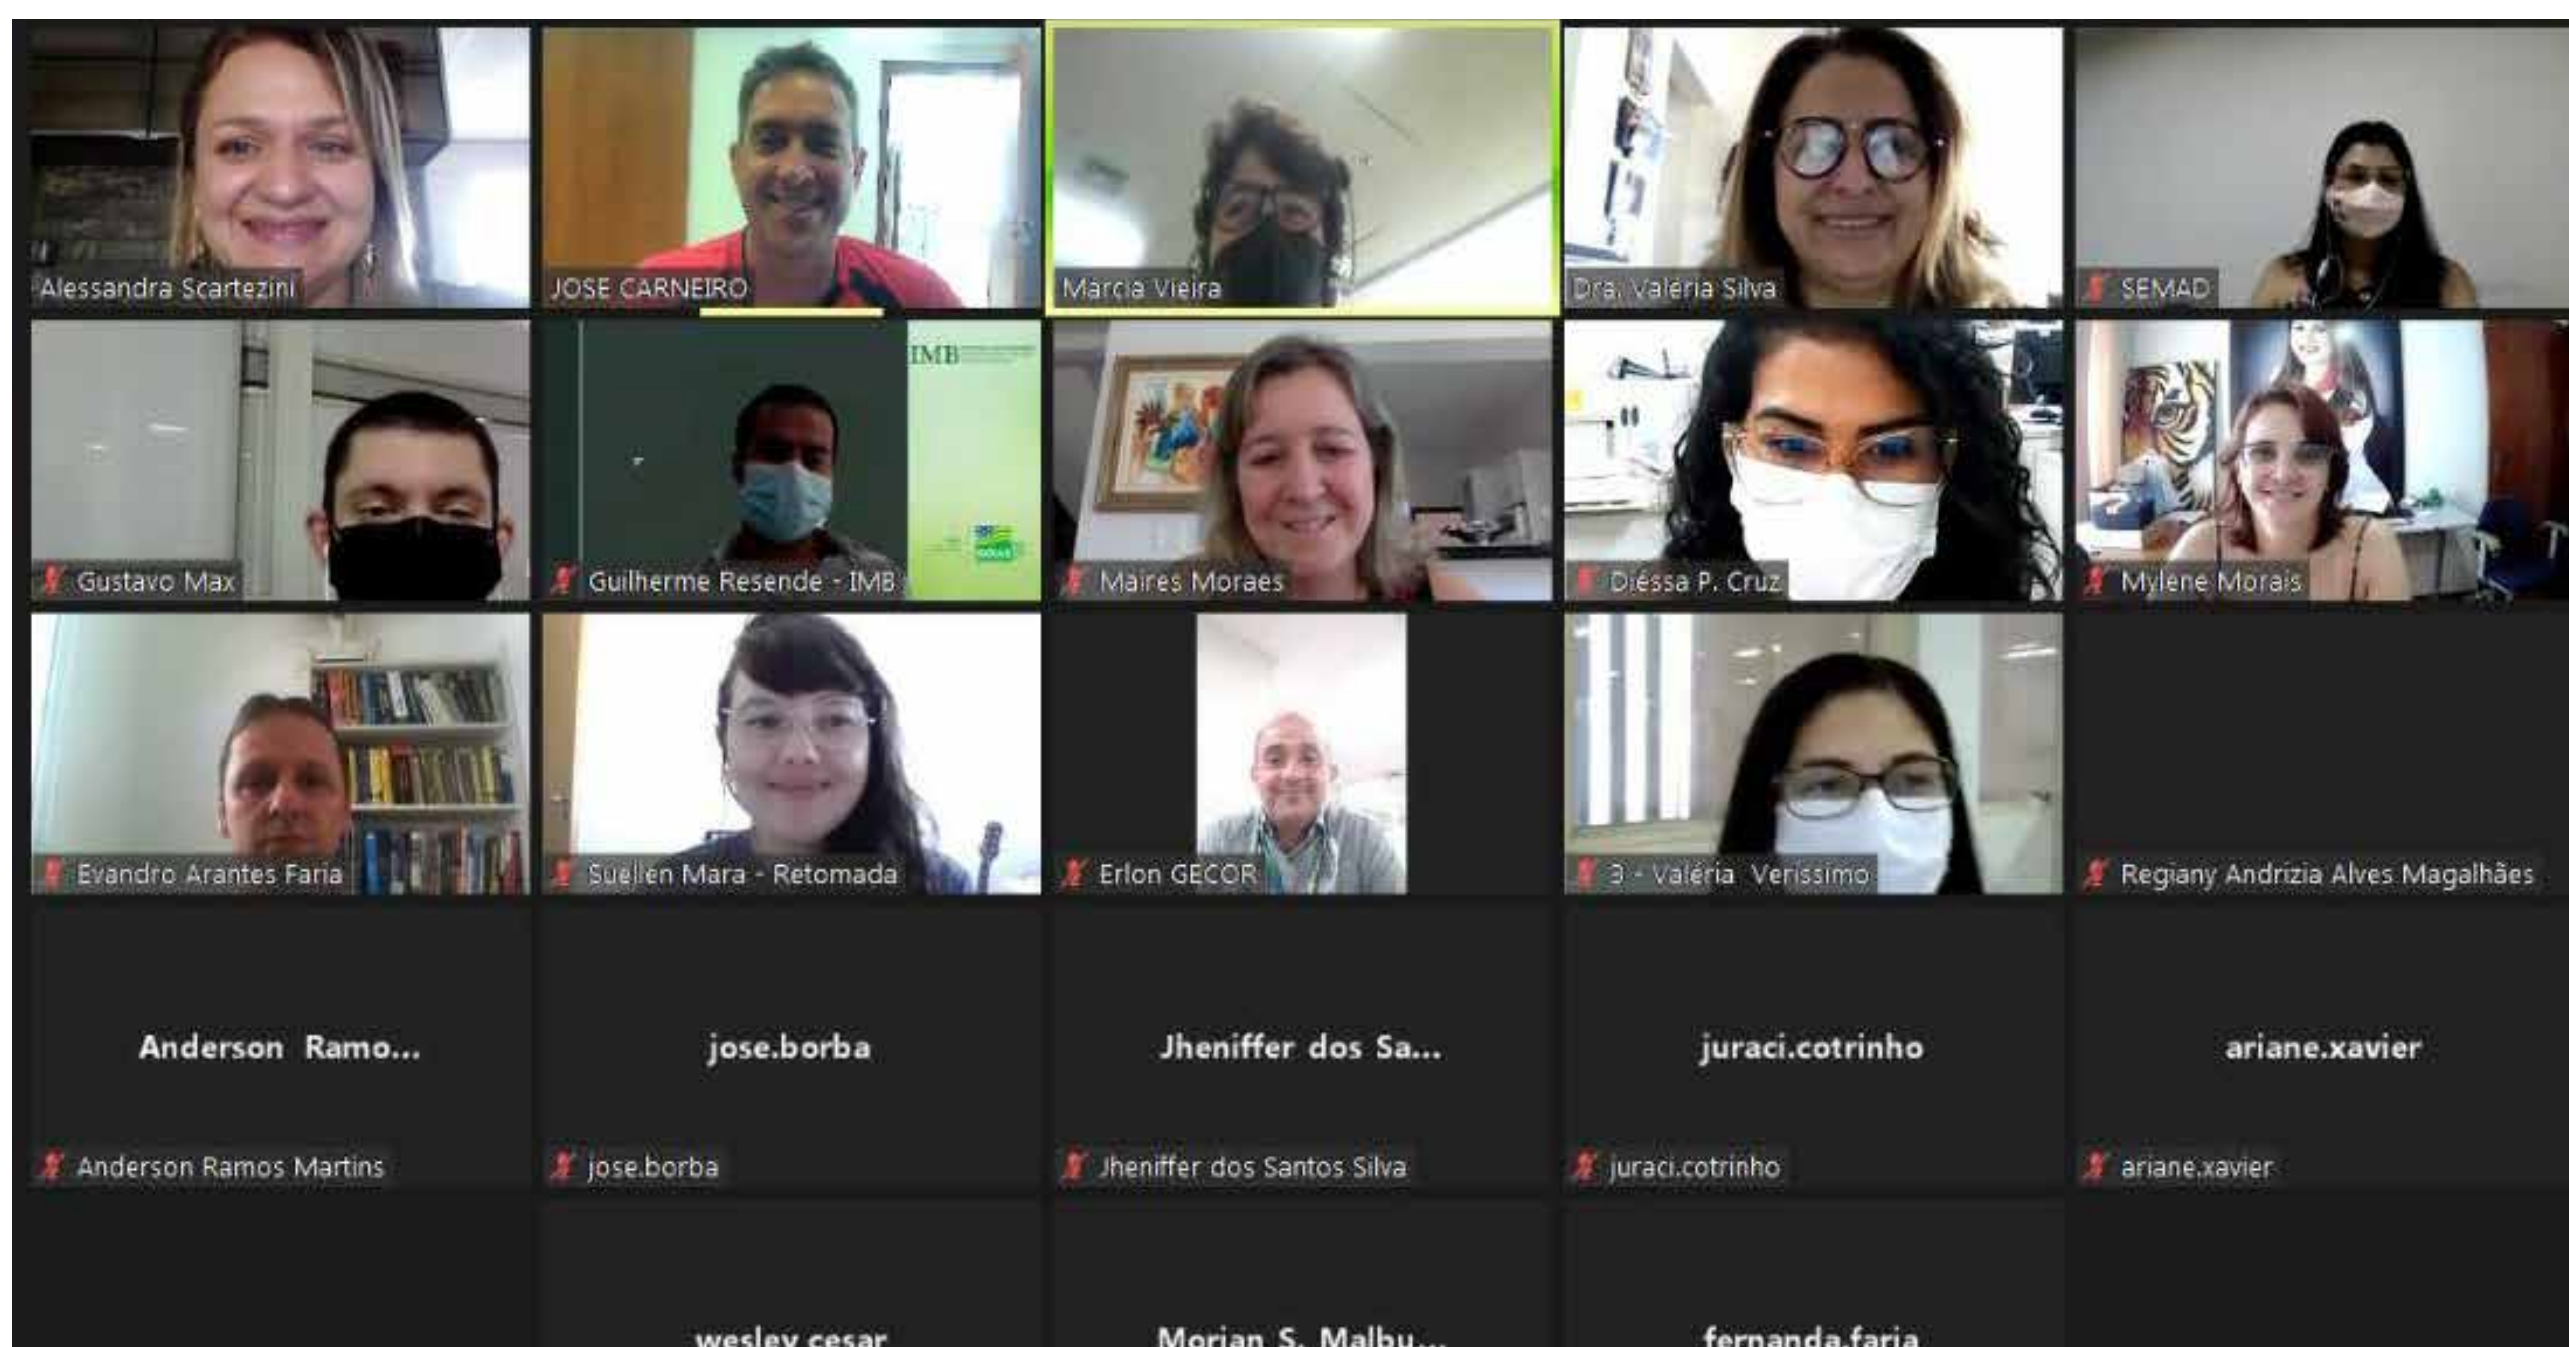 Alessandra Scartezini
JOSE CARNEIRO
Márcia Vieira
Dra. Valéria Silva
SEMAD
Gustavo Max
IMB
Guilherme Resende - IMB
Maires Moraes
Diéssa P. Cruz
Mylene Morais
Evandro Arantes Faria
Suellen Mara - Retomada
Erlon GECOR
3 - Valéria Verissimo
Regiany Andrizia Alves Magalhães
Anderson Ramo...
Anderson Ramos Martins
jose.borba
jose.borba
Jheniffer dos Sa...
Jheniffer dos Santos Silva
juraci.cotrinho
juraci.cotrinho
ariane.xavier
ariane.xavier
wesley.cesar
Morian S. Malbu...
fernanda.faria